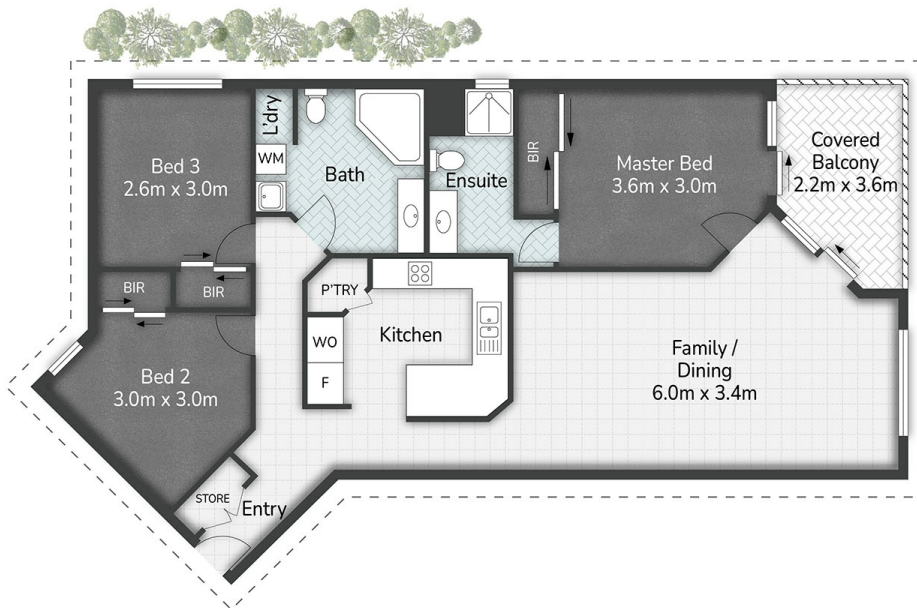 Bed 3
2.6m x 3.0m
L'dry
WM
Bath
Ensuite
BIR
Master Bed
3.6m x 3.0m
Covered
Balcony
2.2m x 3.6m
BIR
BIR
P'TRY
WO
F
Kitchen
Family /
Dining
6.0m x 3.4m
Bed 2
3.0m x 3.0m
STORE
Entry